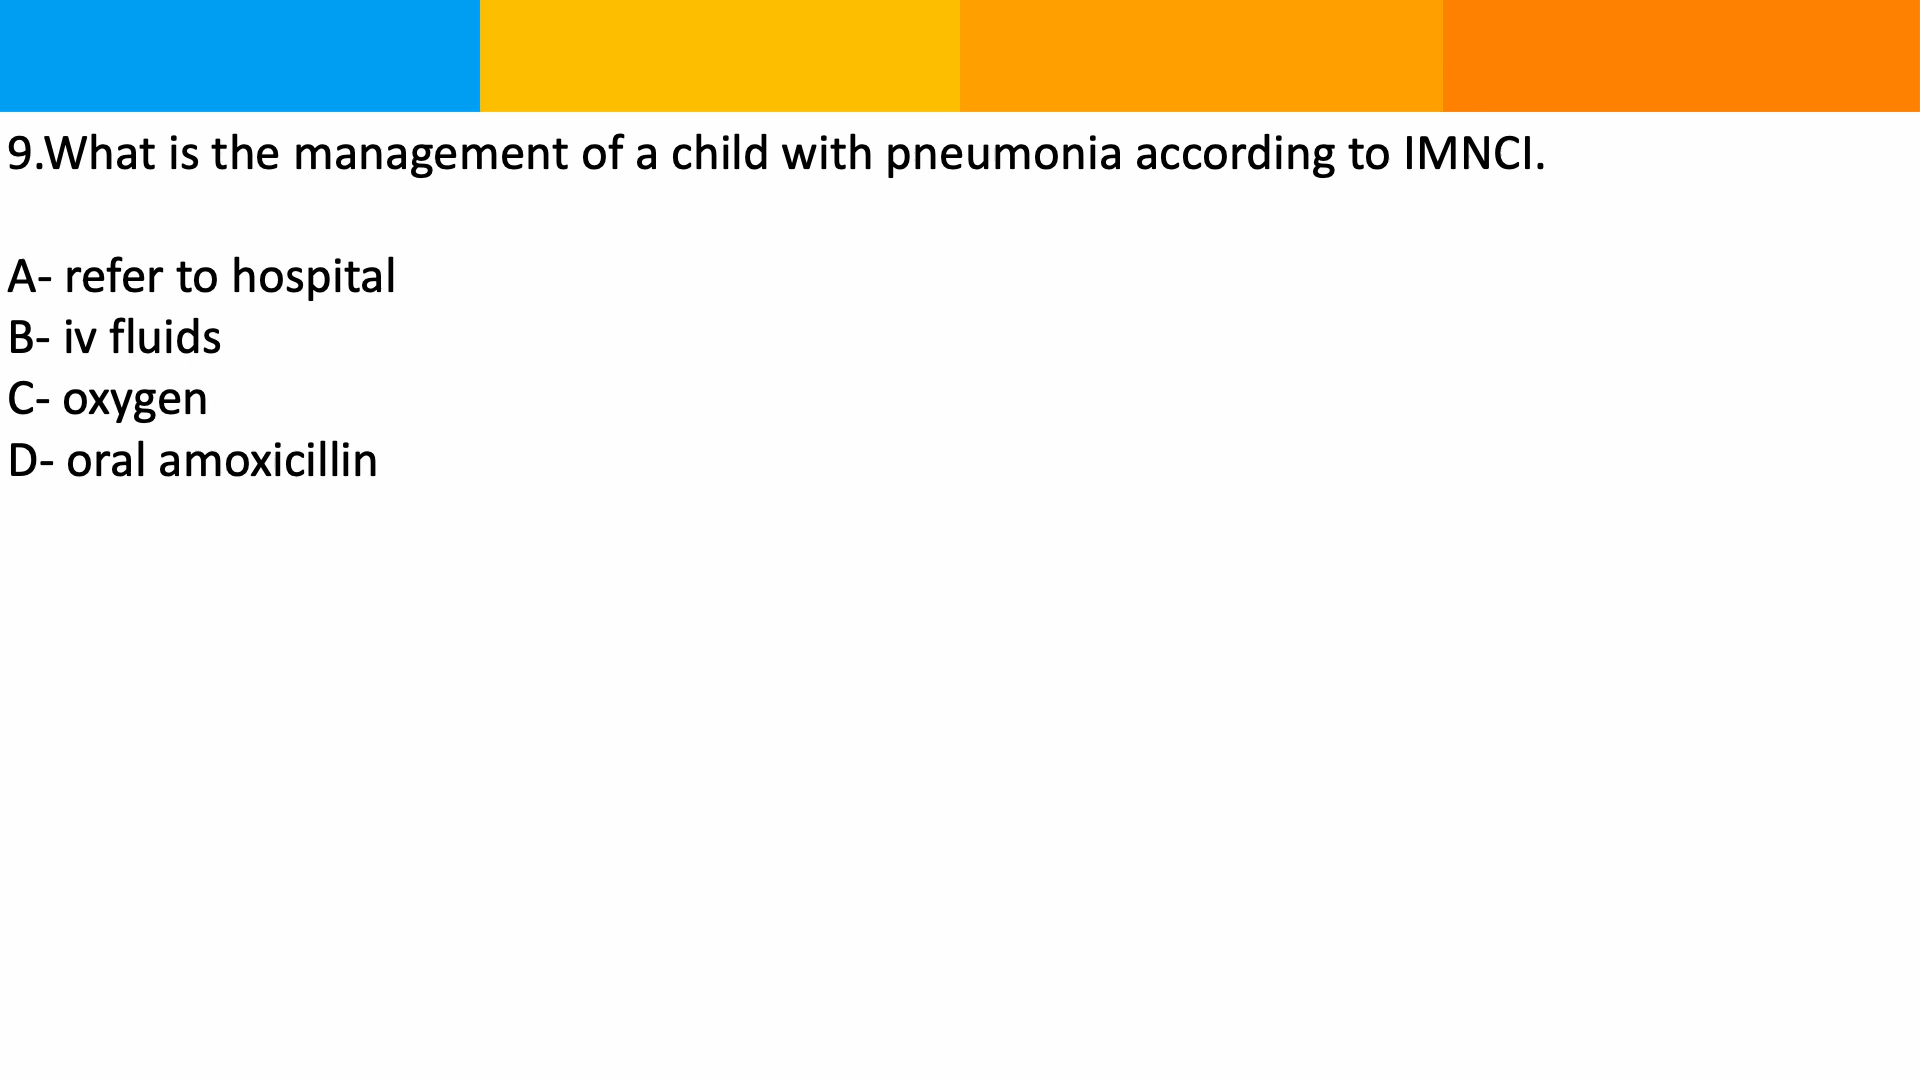 9.What is the management of a child with pneumonia according to IMNCI.
A- refer to hospital
B- iv fluids
C- oxygen
D- oral amoxicillin